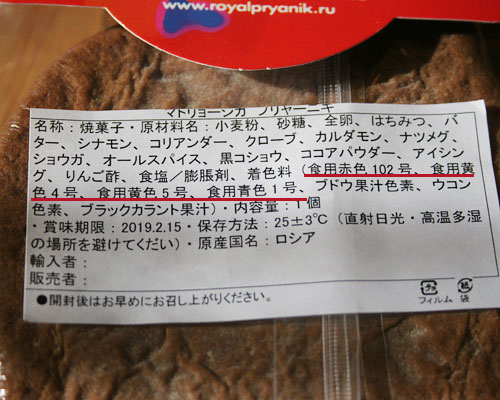 www.royalpryanik.ru
マトリョーシカ プリヤーニキ
名称：焼菓子・原材料名：小麦粉、砂糖、全卵、はちみつ、バ
ター、シナモン、コリアンダー、クローブ、カルダモン、ナツメグ、
ショウガ、オールスパイス、黒コショウ、ココアパウダー、アイシン
グ、りんご酢、食塩／膨脹剤、着色料（食用赤色102号、食用黄
色4号、食用黄色5号、食用青色1号、ブドウ果汁色素、ウコン
色素、ブラックカラント果汁）・内容量：1個
・賞味期限：2019.2.15・保存方法：25±3℃（直射日光・高温多湿
の場所を避けてください）・原産国名：ロシア
輸入者：
販売者：
●開封後はお早めにお召し上がりください。
プラ 紙
フィルム 袋